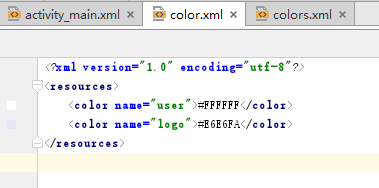 activity_main.xml × color.xml × colors.xml ×
<?xml version="1.0" encoding="utf-8"?>
<resources>
<color name="user">#FFFFFF</color>
<color name="logo">#E6E6FA</color>
</resources>